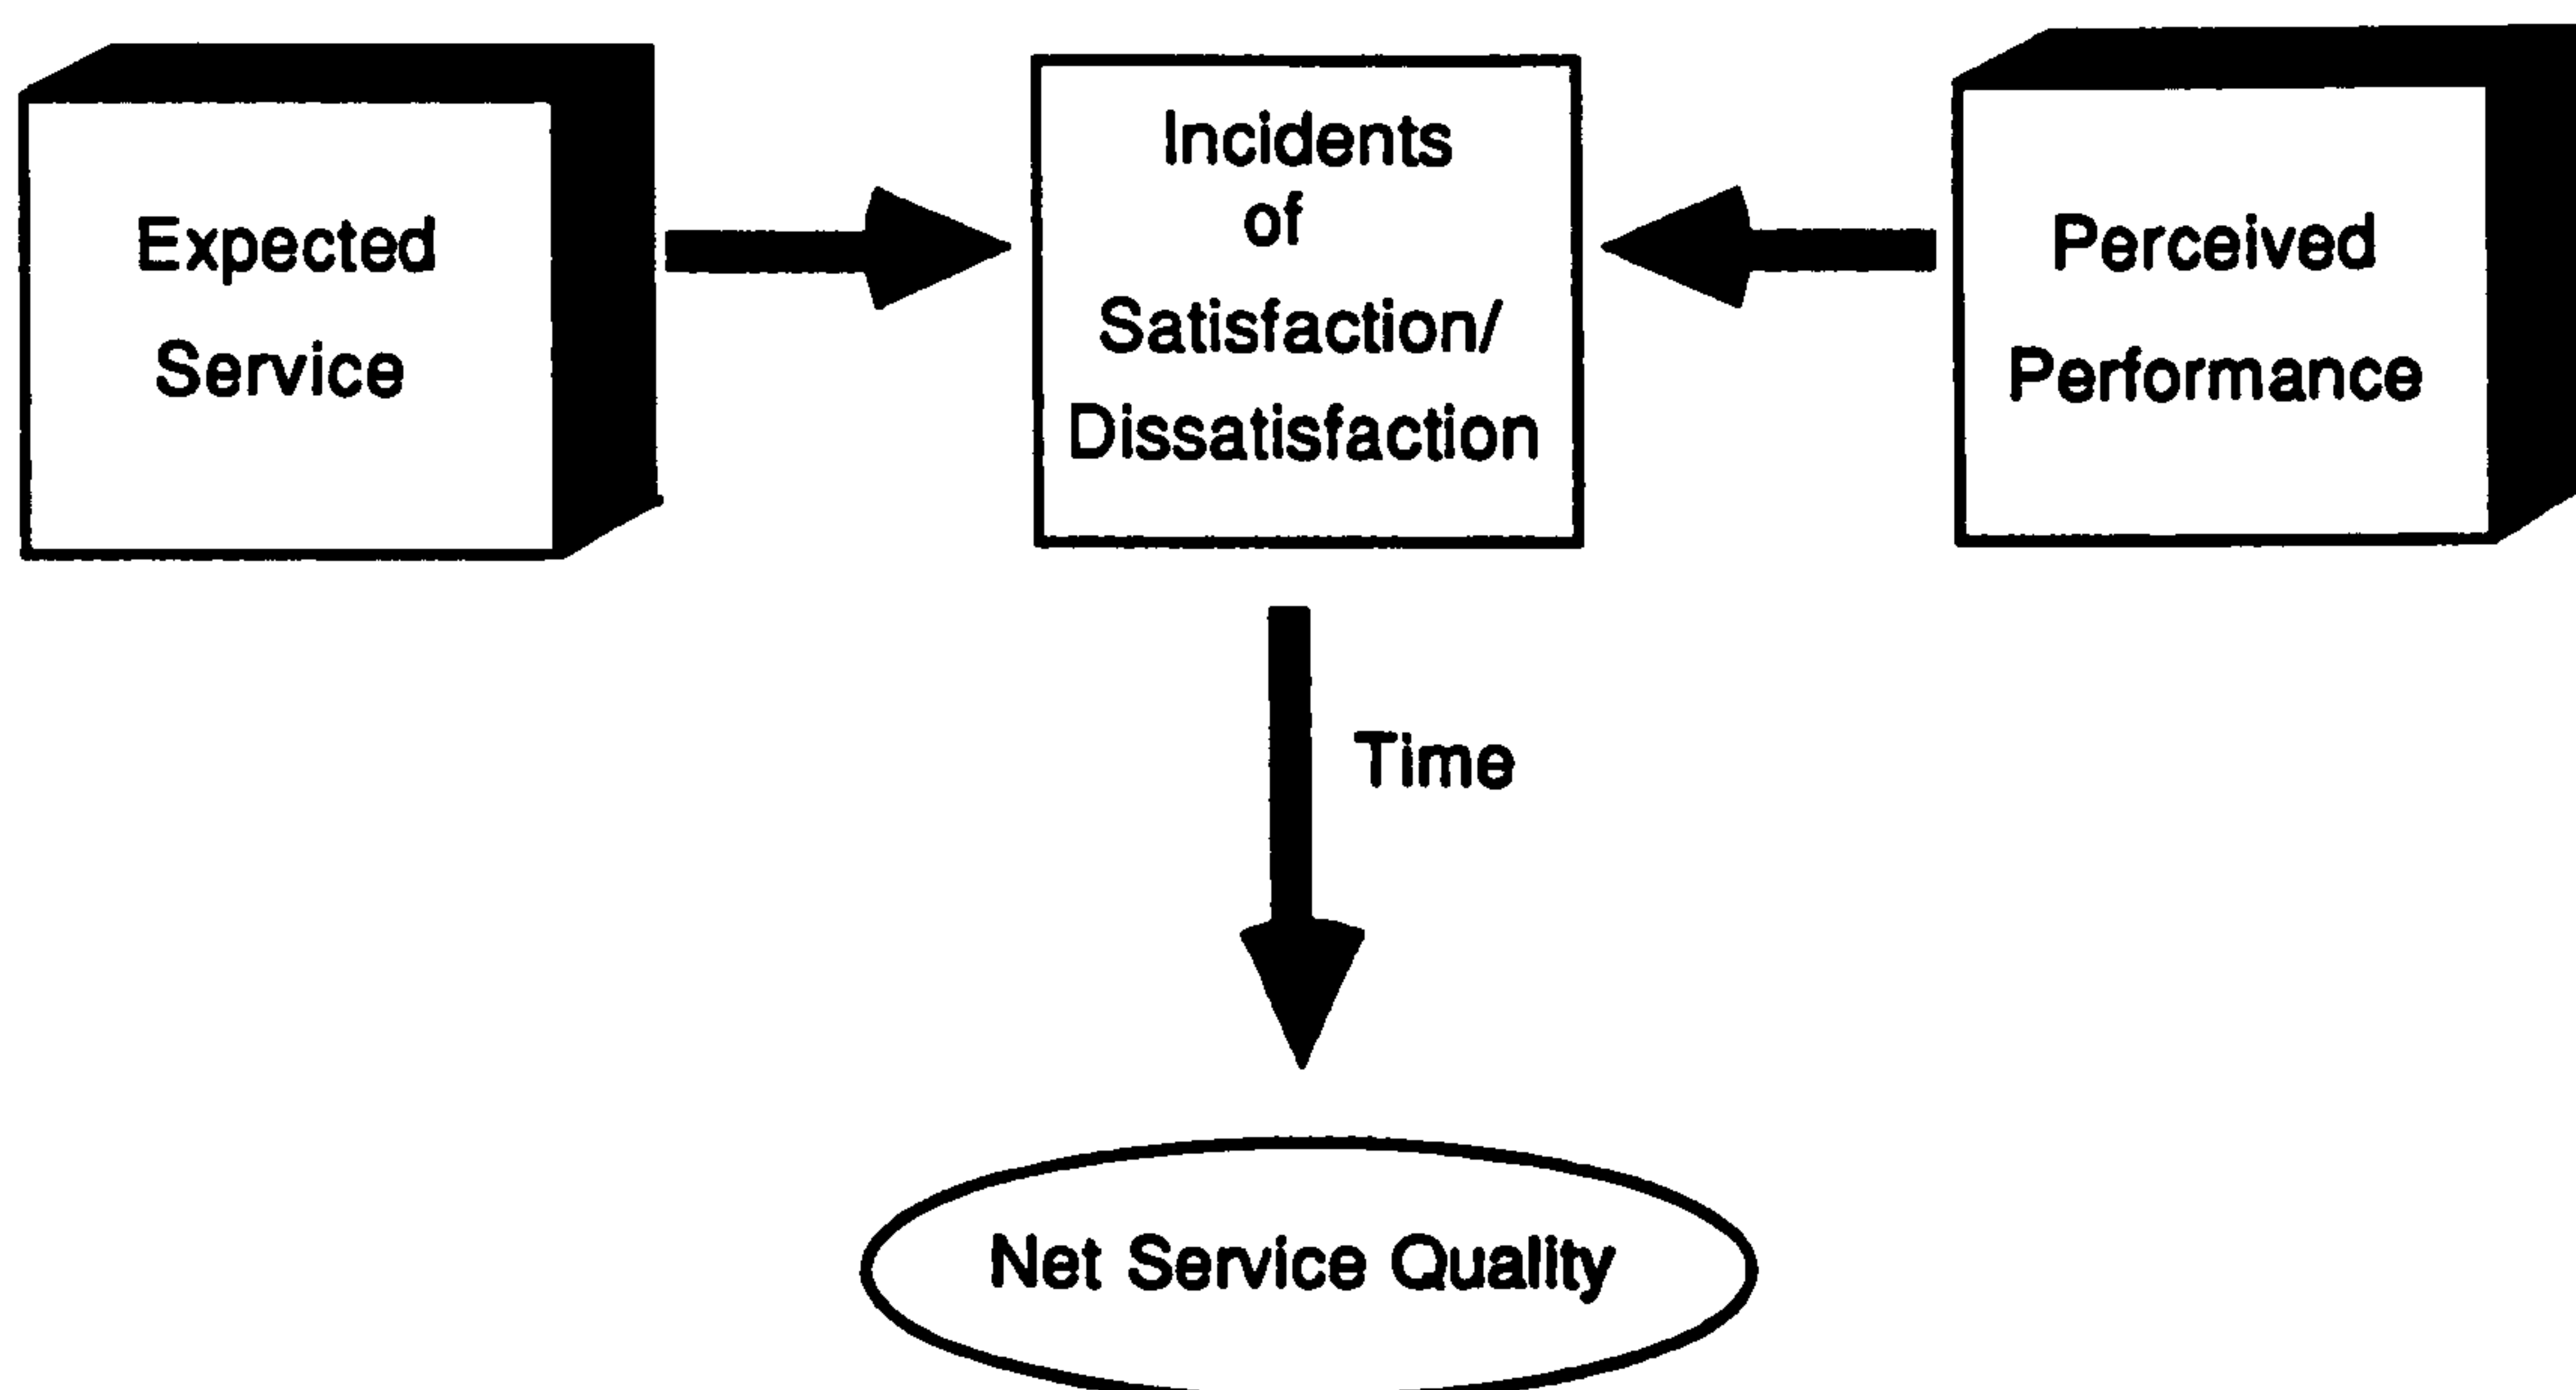 Expected
Service
Incidents
of
Satisfaction/
Dissatisfaction
Perceived
Performance
Time
Net Service Quality